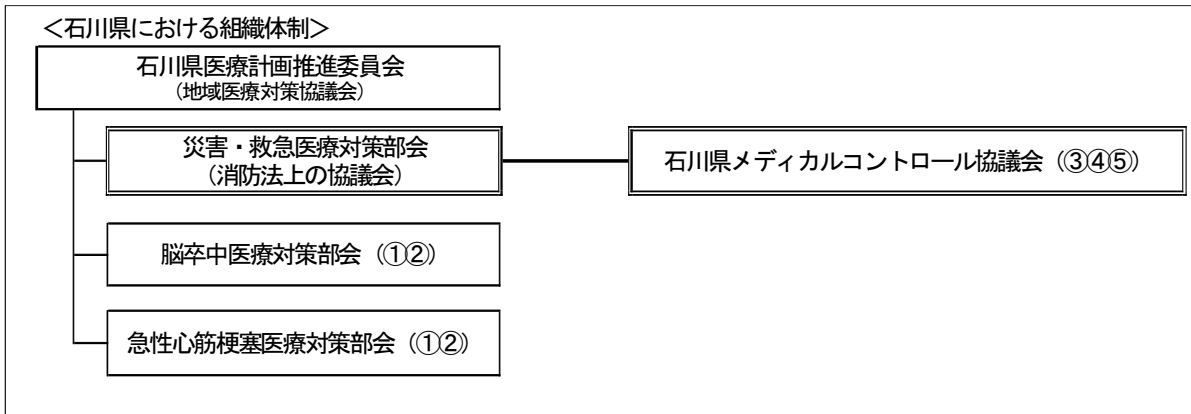 ＜石川県における組織体制＞
石川県医療計画推進委員会
（地域医療対策協議会）
災害・救急医療対策部会
（消防法上の協議会）
石川県メディカルコントロール協議会（③④⑤）
脳卒中医療対策部会（①②）
急性心筋梗塞医療対策部会（①②）